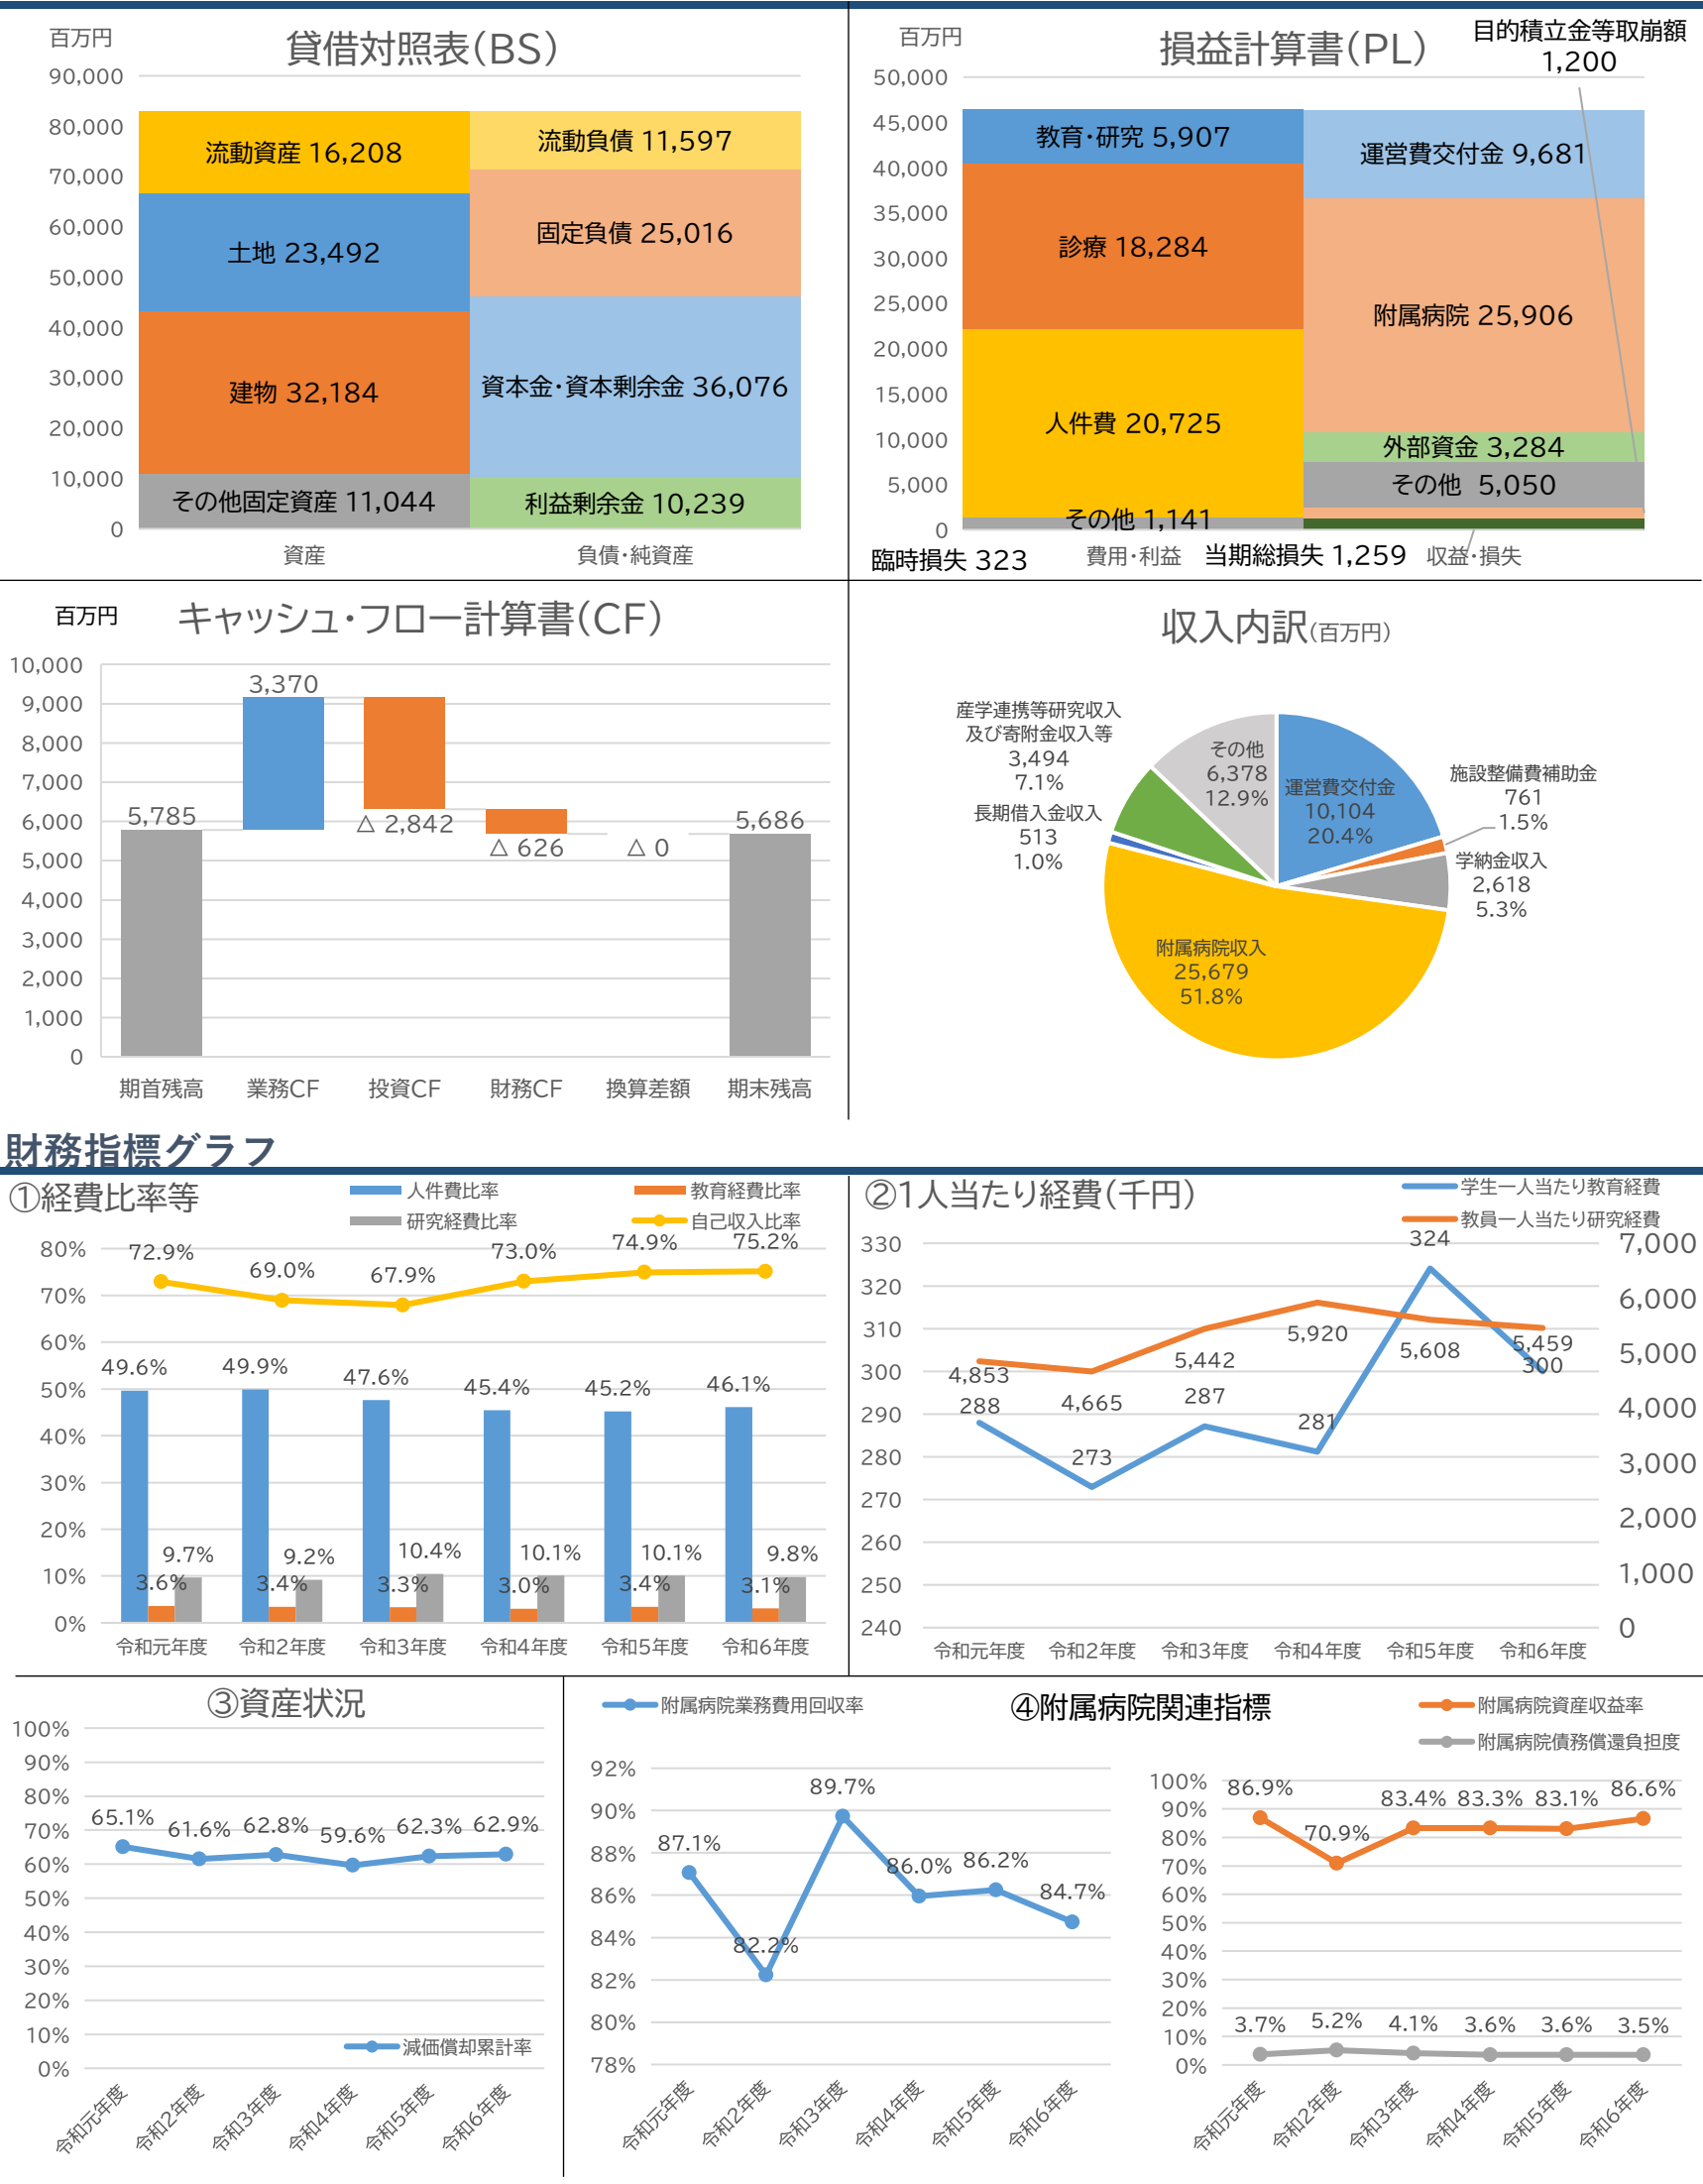 百万円
貸借対照表(BS)
90,000
80,000
70,000
60,000
50,000
40,000
30,000
20,000
10,000
0
流動資産 16,208
土地 23,492
建物 32,184
その他固定資産 11,044
流動負債 11,597
固定負債 25,016
資本金・資本剰余金 36,076
利益剰余金 10,239
資産
負債・純資産
百万円
損益計算書(PL)
目的積立金等取崩額
1,200
50,000
45,000
40,000
35,000
30,000
25,000
20,000
15,000
10,000
5,000
0
教育・研究 5,907
診療 18,284
人件費 20,725
その他 1,141
運営費交付金 9,681
附属病院 25,906
外部資金 3,284
その他 5,050
臨時損失 323
費用・利益
当期総損失 1,259
収益・損失
百万円
キャッシュ・フロー計算書(CF)
10,000
9,000
8,000
7,000
6,000
5,000
4,000
3,000
2,000
1,000
0
5,785
3,370
△ 2,842
△ 626
△ 0
5,686
期首残高
業務CF
投資CF
財務CF
換算差額
期末残高
収入内訳(百万円)
産学連携等研究収入
及び寄附金収入等
3,494
7.1%
長期借入金収入
513
1.0%
その他
6,378
12.9%
運営費交付金
10,104
20.4%
施設整備費補助金
761
1.5%
学納金収入
2,618
5.3%
附属病院収入
25,679
51.8%
財務指標グラフ
①経費比率等
人件費比率
教育経費比率
研究経費比率
自己収入比率
80%
70%
60%
50%
40%
30%
20%
10%
0%
72.9%
69.0%
67.9%
73.0%
74.9%
75.2%
49.6%
49.9%
47.6%
45.4%
45.2%
46.1%
9.7%
9.2%
10.4%
10.1%
10.1%
9.8%
3.6%
3.4%
3.3%
3.0%
3.4%
3.1%
令和元年度
令和2年度
令和3年度
令和4年度
令和5年度
令和6年度
②1人当たり経費(千円)
学生一人当たり教育経費
教員一人当たり研究経費
330
320
310
300
290
280
270
260
250
240
7,000
6,000
5,000
4,000
3,000
2,000
1,000
0
324
4,853
4,665
5,442
5,920
5,608
5,459
288
273
287
281
300
令和元年度
令和2年度
令和3年度
令和4年度
令和5年度
令和6年度
③資産状況
100%
90%
80%
70%
60%
50%
40%
30%
20%
10%
0%
65.1%
61.6%
62.8%
59.6%
62.3%
62.9%
減価償却累計率
令和元年度
令和2年度
令和3年度
令和4年度
令和5年度
令和6年度
附属病院業務費用回収率
④附属病院関連指標
附属病院資産収益率
附属病院債務償還負担度
92%
90%
88%
86%
84%
82%
80%
78%
87.1%
82.2%
89.7%
86.0%
86.2%
84.7%
令和元年度
令和2年度
令和3年度
令和4年度
令和5年度
令和6年度
100%
90%
80%
70%
60%
50%
40%
30%
20%
10%
0%
86.9%
70.9%
83.4%
83.3%
83.1%
86.6%
3.7%
5.2%
4.1%
3.6%
3.6%
3.5%
令和元年度
令和2年度
令和3年度
令和4年度
令和5年度
令和6年度